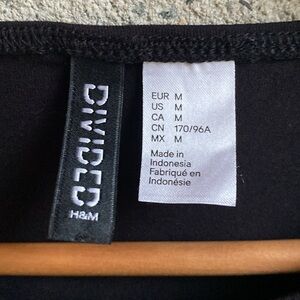 DIVIDED
H&M
EUR M
US M
CA M
CN 170/96A
MX M
Made in
Indonesia
Fabriqué en
Indonésie